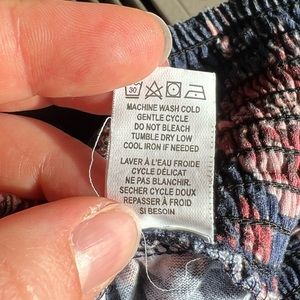 30
MACHINE WASH COLD
GENTLE CYCLE
DO NOT BLEACH
TUMBLE DRY LOW
COOL IRON IF NEEDED
LAVER À L'EAU FROIDE
CYCLE DÉLICAT
NE PAS BLANCHIR.
SECHER CYCLE DOUX
REPASSER À FROID
SI BESOIN